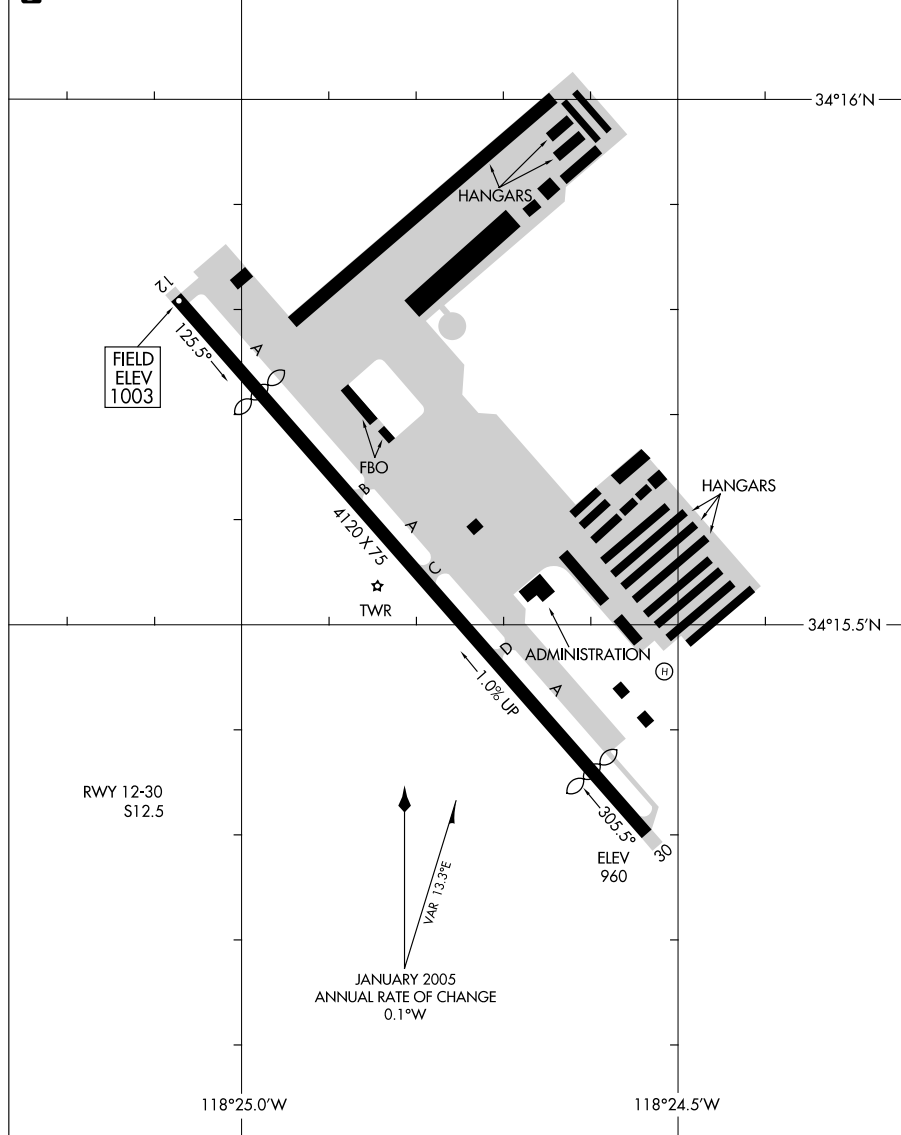 34°16'N
HANGARS
12
125.5°
A
FIELD
ELEV
1003
FBO
B
HANGARS
4120 X 75
A
C
TWR
34°15.5'N
D
ADMINISTRATION
H
A
1.0% UP
RWY 12-30
S12.5
305.5°
30
ELEV
960
VAR 13.3°E
JANUARY 2005
ANNUAL RATE OF CHANGE
0.1°W
118°25.0'W
118°24.5'W